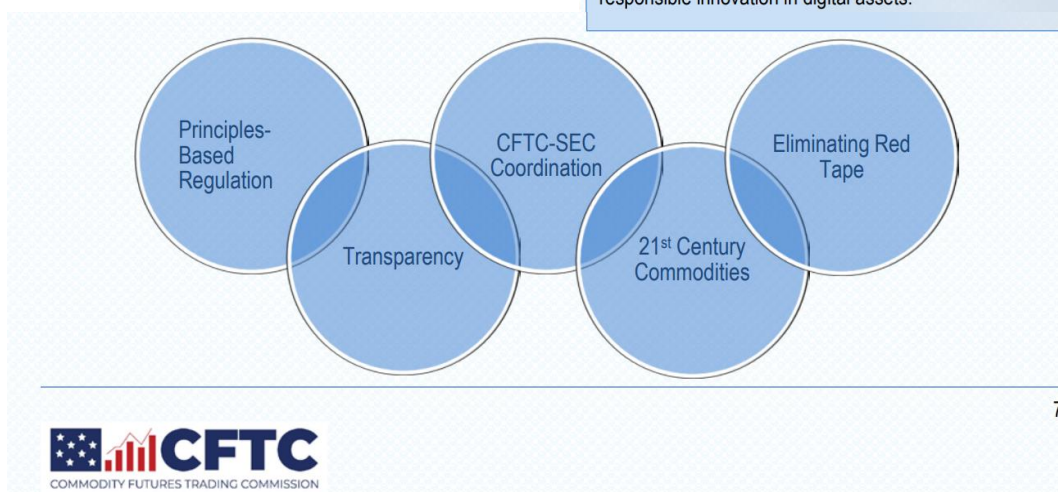 responsible innovation in digital assets.
Principles-
Based
Regulation
Transparency
CFTC-SEC
Coordination
21st Century
Commodities
Eliminating Red
Tape
7
CFTC
COMMODITY FUTURES TRADING COMMISSION